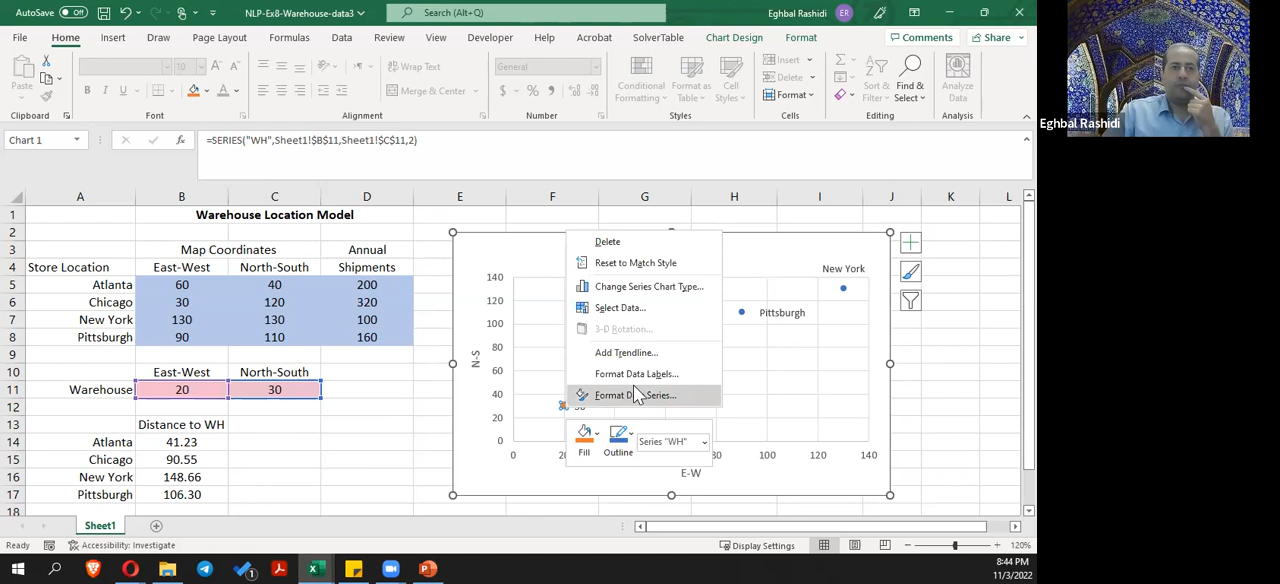 AutoSave Off NLP-Ex8-Warehouse-data3 Search (Alt+Q) Eghbal Rashidi ER
File Home Insert Draw Page Layout Formulas Data Review View Developer Help Acrobat SolverTable Chart Design Format Comments Share
Paste 10 A A Wrap Text General Conditional Formatting Format as Table Cell Styles Insert Delete Format Sort & Filter Find & Select Analyze Data
B I U A Merge & Center $ %
Clipboard Font Alignment Number Styles Cells Editing Analysis
Eghbal Rashidi
Chart 1 fx =SERIES("WH",Sheet1!$B$11,Sheet1!$C$11,2)
A B C D E F G H I J K L
1 Warehouse Location Model
2
3 Map Coordinates Annual
4 Store Location East-West North-South Shipments
5 Atlanta 60 40 200
6 Chicago 30 120 320
7 New York 130 130 100
8 Pittsburgh 90 110 160
9
10 East-West North-South
11 Warehouse 20 30
12
13 Distance to WH
14 Atlanta 41.23
15 Chicago 90.55
16 New York 148.66
17 Pittsburgh 106.30
18
N-S
140
120
100
80
60
40
20
0
0 80 100 120 140
E-W
New York
Pittsburgh
Delete
Reset to Match Style
Change Series Chart Type...
Select Data...
3-D Rotation...
Add Trendline...
Format Data Labels...
Format Data Series...
Series "WH"
Fill Outline
Sheet1
Ready Accessibility: Investigate Display Settings 120%
1
8:44 PM
11/3/2022